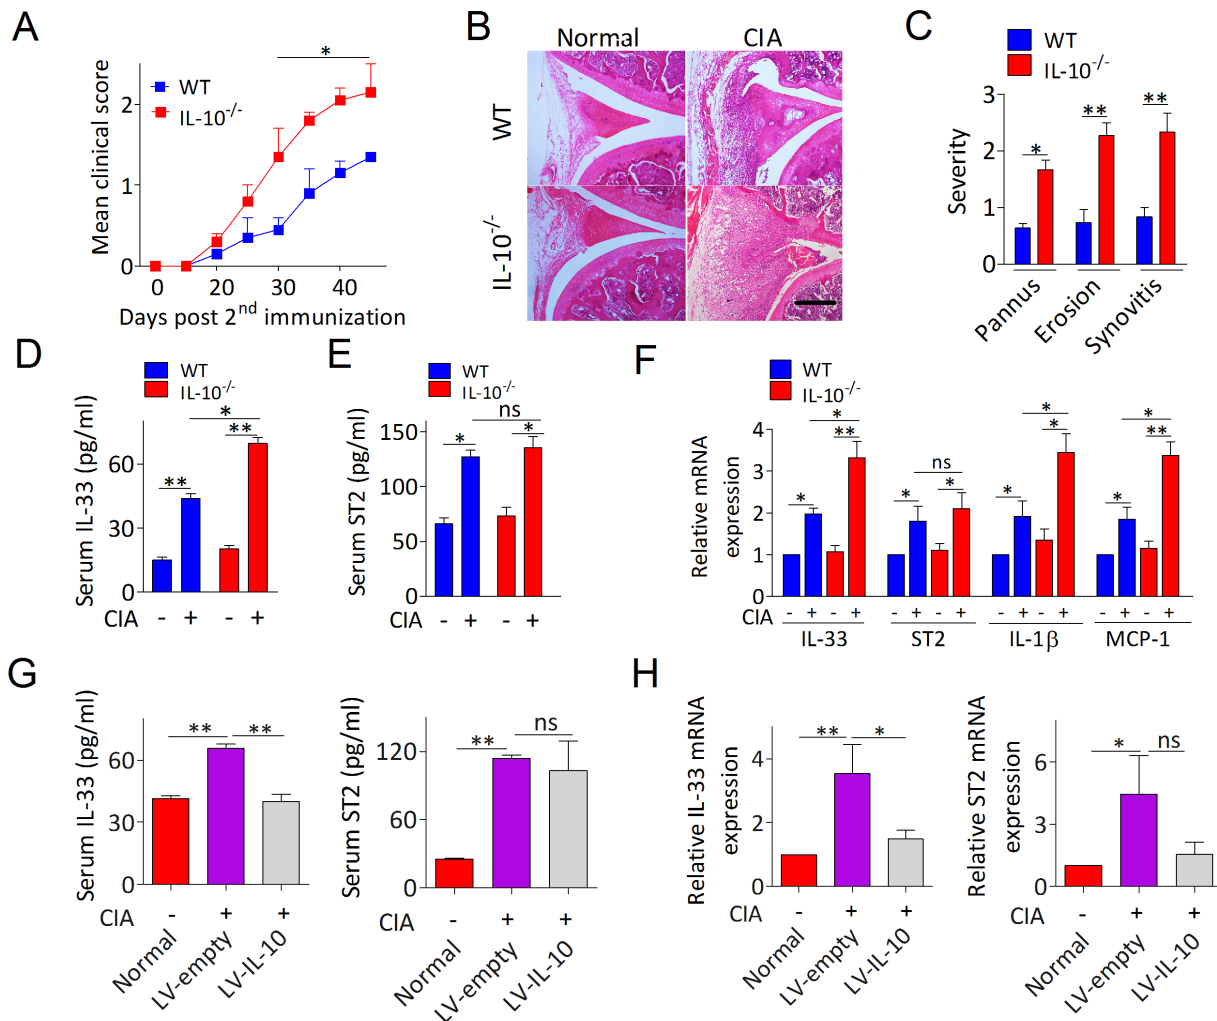 A
Mean clinical score
2
1
0
WT
IL-10-/-
*
0 20 30 40
Days post 2nd immunization
B
Normal CIA
WT
IL-10-/-
C
WT
IL-10-/-
Severity
3
2
1
0
* ** **
Pannus Erosion Synovitis
D
WT
IL-10-/-
Serum IL-33 (pg/ml)
60
30
0
*
** **
CIA - + - +
E
WT
IL-10-/-
Serum ST2 (pg/ml)
150
100
50
0
ns
* *
CIA - + - +
F
WT
IL-10-/-
Relative mRNA
expression
4
3
2
1
0
* ** *
* ns * * *
* * * **
CIA - + - + - + - + - + - + - + - +
IL-33 ST2 IL-1β MCP-1
G
Serum IL-33 (pg/ml)
60
30
0
** **
CIA - + +
Normal LV-empty LV-IL-10
Serum ST2 (pg/ml)
120
60
0
** ns
CIA - + +
Normal LV-empty LV-IL-10
H
Relative IL-33 mRNA
expression
4
2
0
** *
CIA - + +
Normal LV-empty LV-IL-10
Relative ST2 mRNA
expression
6
3
0
* ns
CIA - + +
Normal LV-empty LV-IL-10